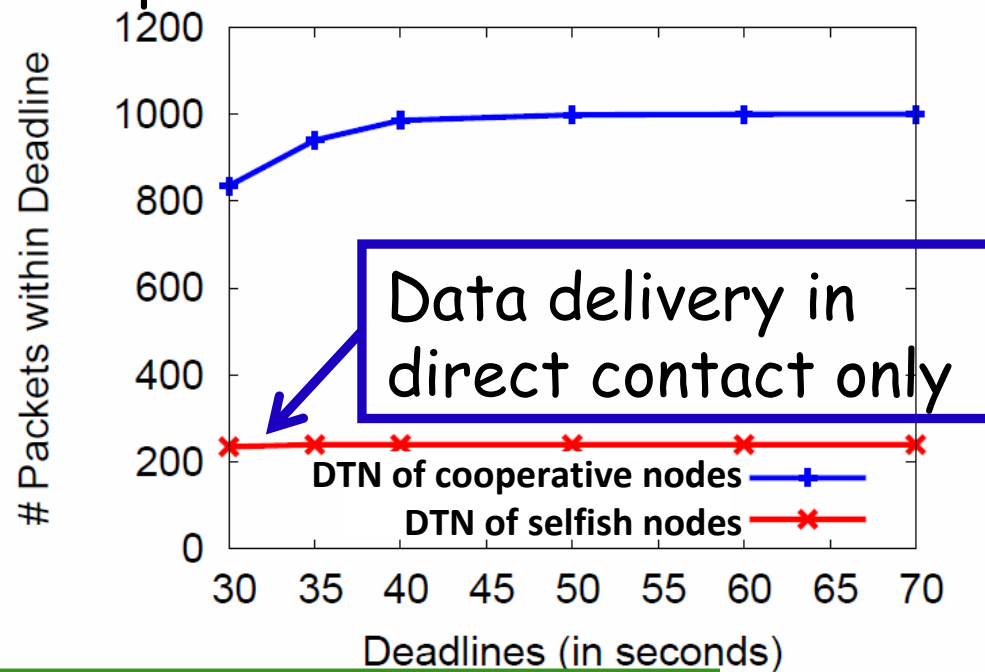 # Packets within Deadline
1200
1000
800
600
400
200
0
Data delivery in
direct contact only
DTN of cooperative nodes
DTN of selfish nodes
30 35 40 45 50 55 60 65 70
Deadlines (in seconds)